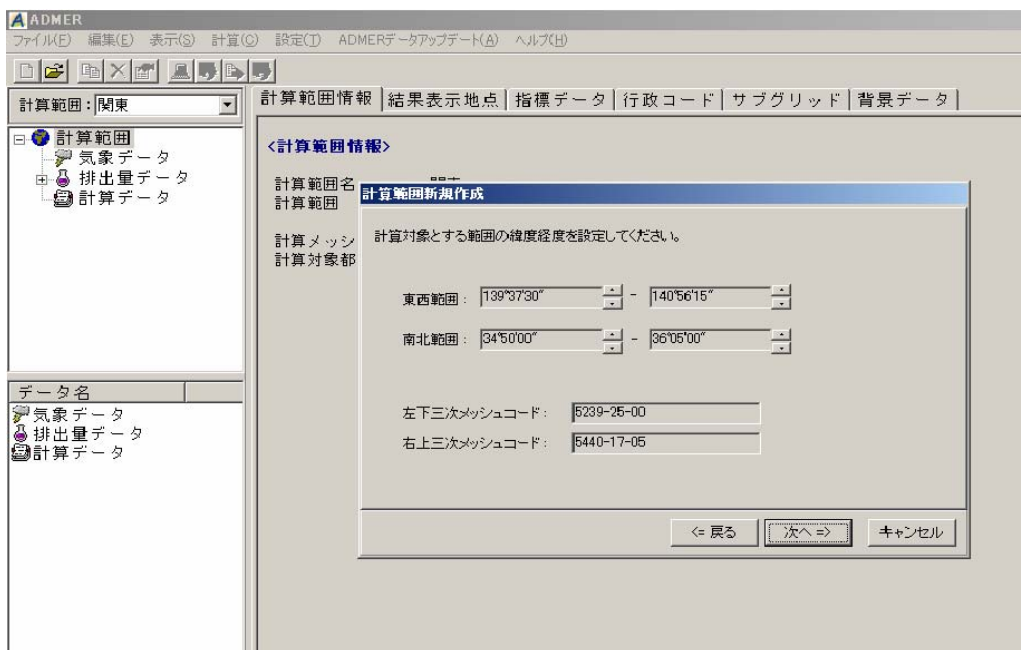 ADMER
ファイル(F) 編集(E) 表示(S) 計算(C) 設定(T) ADMERデータアップデート(A) ヘルプ(H)
計算範囲：関東
計算範囲
気象データ
排出量データ
計算データ
データ名
気象データ
排出量データ
計算データ
計算範囲情報 結果表示地点 指標データ 行政コード サブグリッド 背景データ
<計算範囲情報>
計算範囲名
計算範囲
計算メッシ
計算対象都
計算範囲新規作成
計算対象とする範囲の緯度経度を設定してください。
東西範囲： 139°37'30" - 140°56'15"
南北範囲： 34°50'00" - 36°05'00"
左下三次メッシュコード： 5239-25-00
右上三次メッシュコード： 5440-17-05
<= 戻る 次へ => キャンセル